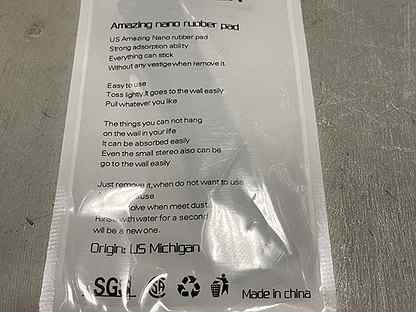 Amazing nano rubber pad
US Amazing Nano rubber pad
Strong adsorption ability
Everything can stick
Without any vestige when remove it.
Easy to use
Toss lightly,It goes to the wall easily
Pull whatever you like
The things you can not hang
on the wall in your life
It can be absorbed easily
Even the small stereo also can be
go to the wall easily
Just remove it,when do not want to use
use
olve when meet dust.
with water for a second
will be a new one.
Origin: US Michigan
SGS
Made in china